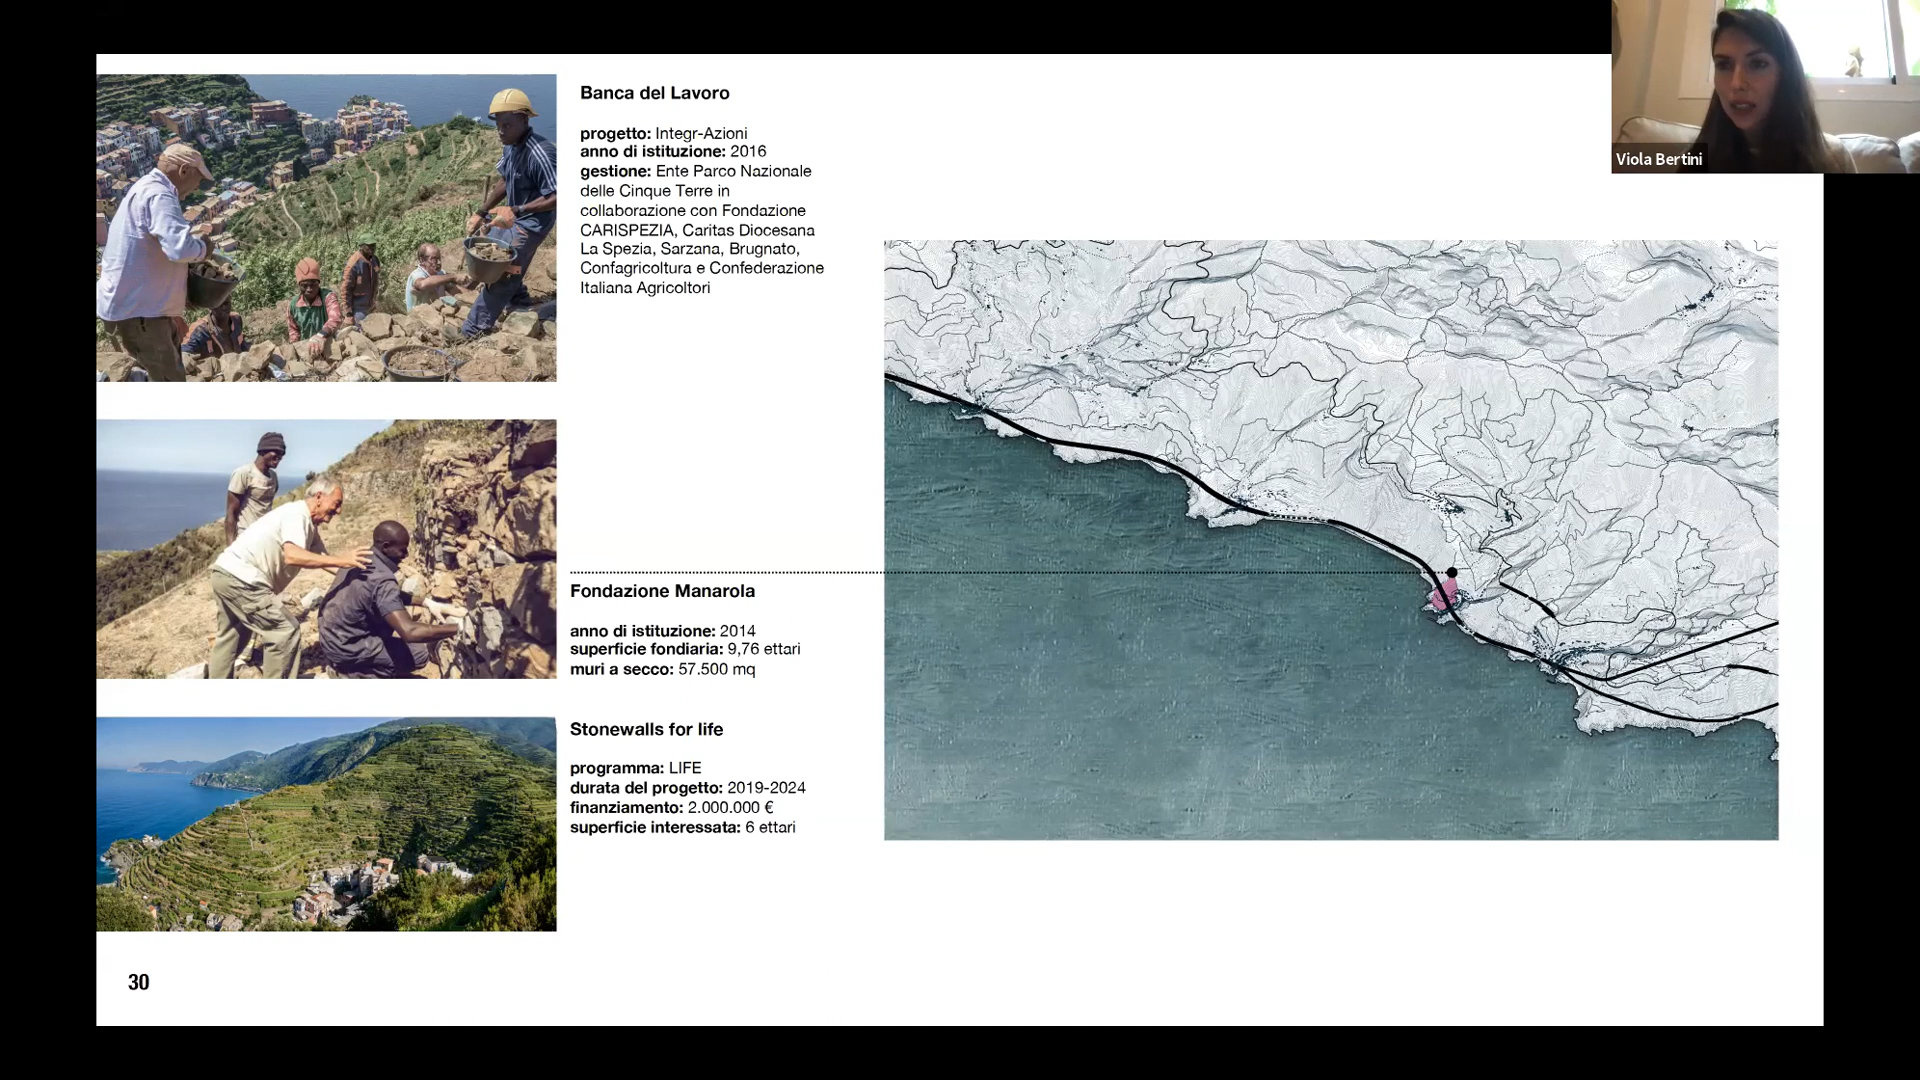 Banca del Lavoro
progetto: Integr-Azioni
anno di istituzione: 2016
gestione: Ente Parco Nazionale
delle Cinque Terre in
collaborazione con Fondazione
CARISPEZIA, Caritas Diocesana
La Spezia, Sarzana, Brugnato,
Confagricoltura e Confederazione
Italiana Agricoltori
Fondazione Manarola
anno di istituzione: 2014
superficie fondiaria: 9,76 ettari
muri a secco: 57.500 mq
Stonewalls for life
programma: LIFE
durata del progetto: 2019-2024
finanziamento: 2.000.000 €
superficie interessata: 6 ettari
30
Viola Bertini